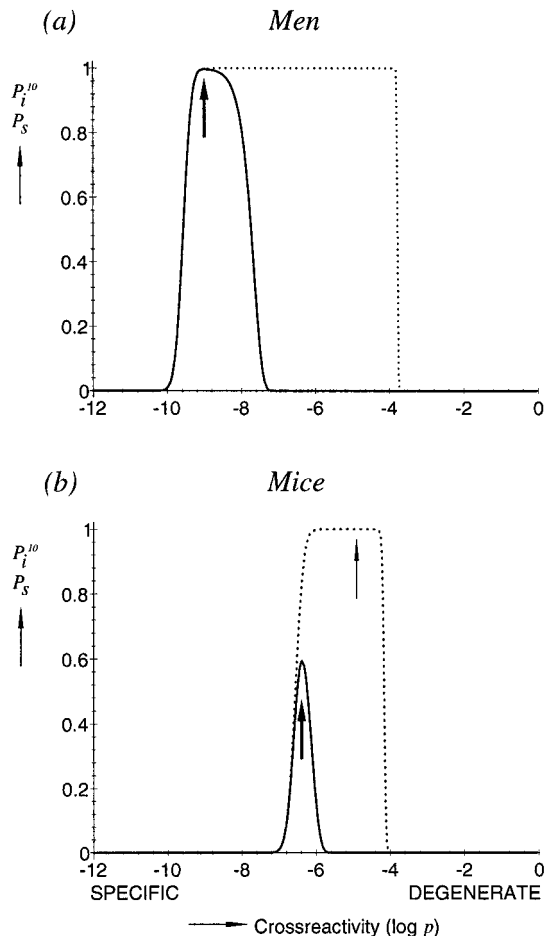 (a) Men
P_i^10
P_s
1
0.8
0.6
0.4
0.2
0
-12 -10 -8 -6 -4 -2 0
(b) Mice
P_i^10
P_s
1
0.8
0.6
0.4
0.2
0
-12 -10 -8 -6 -4 -2 0
SPECIFIC DEGENERATE
Crossreactivity (log p)